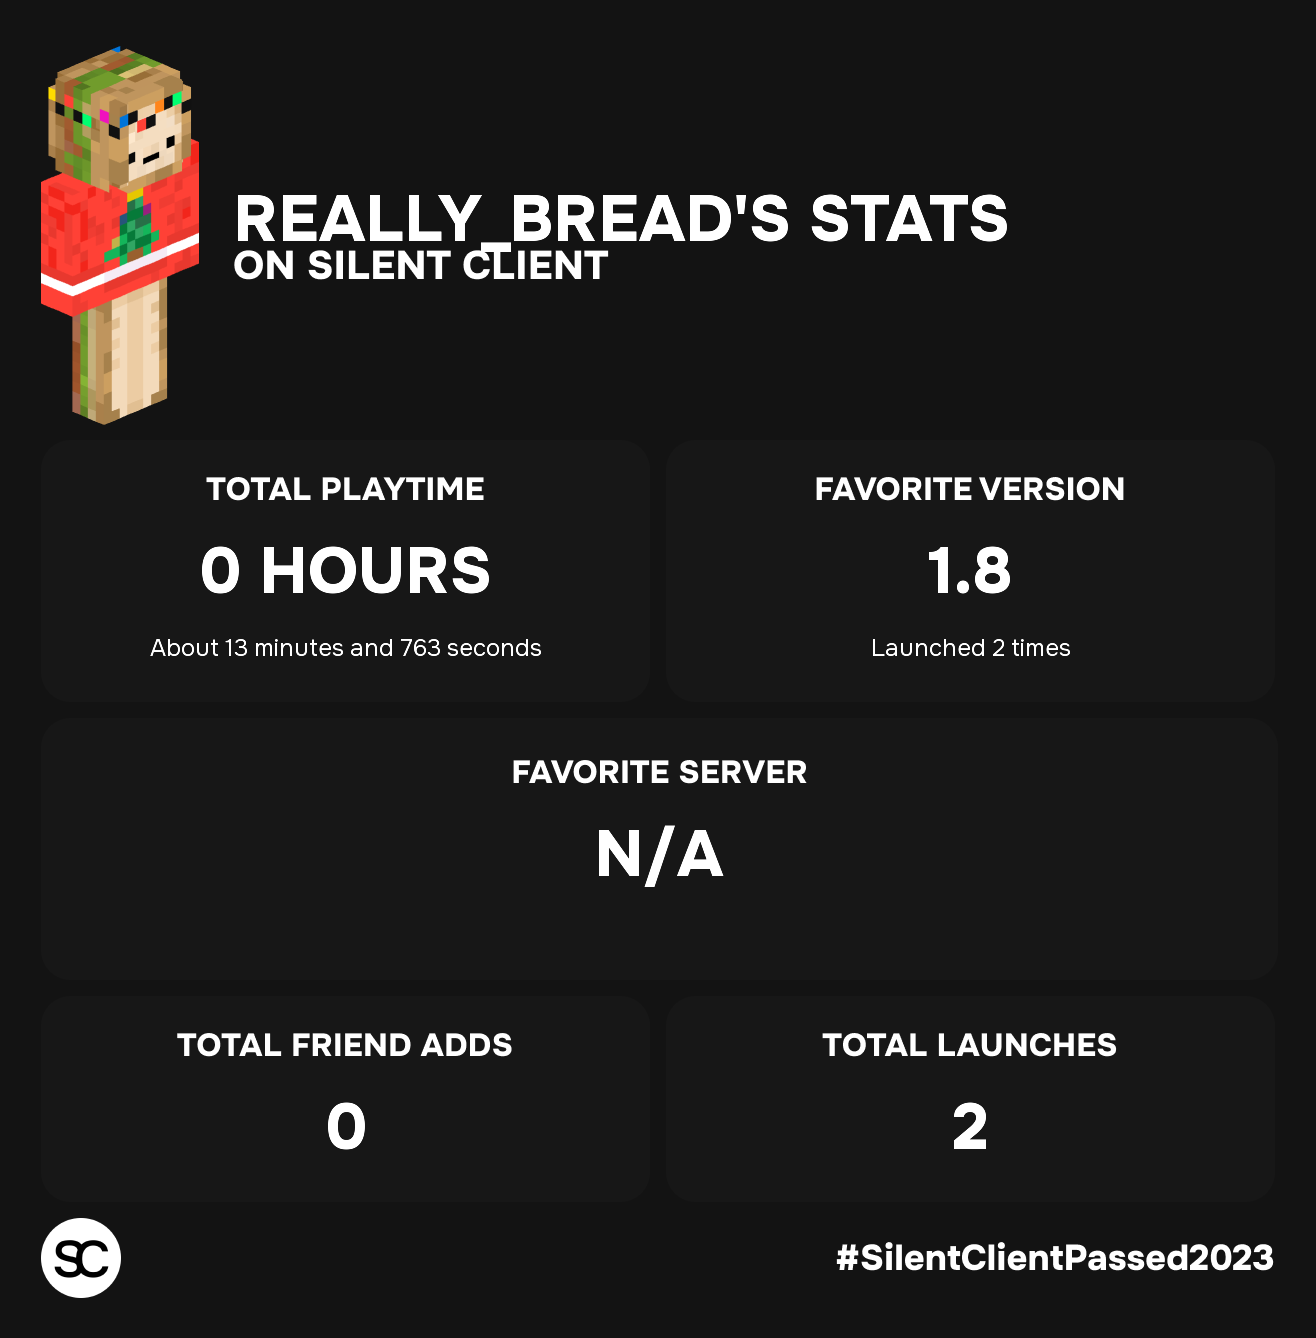 REALLY_BREAD'S STATS
ON SILENT CLIENT
TOTAL PLAYTIME
0 HOURS
About 13 minutes and 763 seconds
FAVORITE VERSION
1.8
Launched 2 times
FAVORITE SERVER
N/A
TOTAL FRIEND ADDS
0
TOTAL LAUNCHES
2
SC
#SilentClientPassed2023